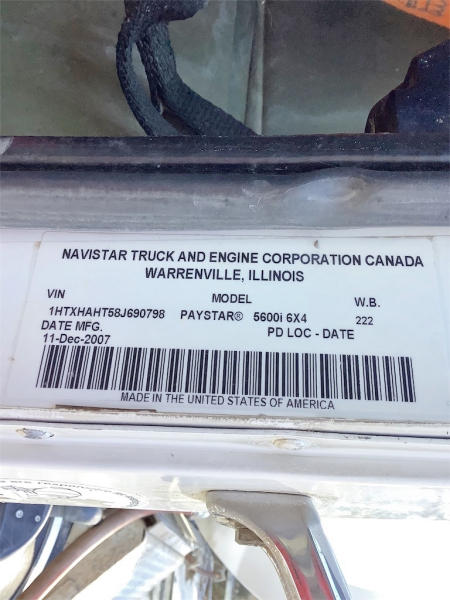 NAVISTAR TRUCK AND ENGINE CORPORATION CANADA
WARRENVILLE, ILLINOIS
VIN MODEL W.B.
1HTXHAHT58J690798 PAYSTAR® 5600i 6X4 222
DATE MFG. PD LOC - DATE
11-Dec-2007
MADE IN THE UNITED STATES OF AMERICA